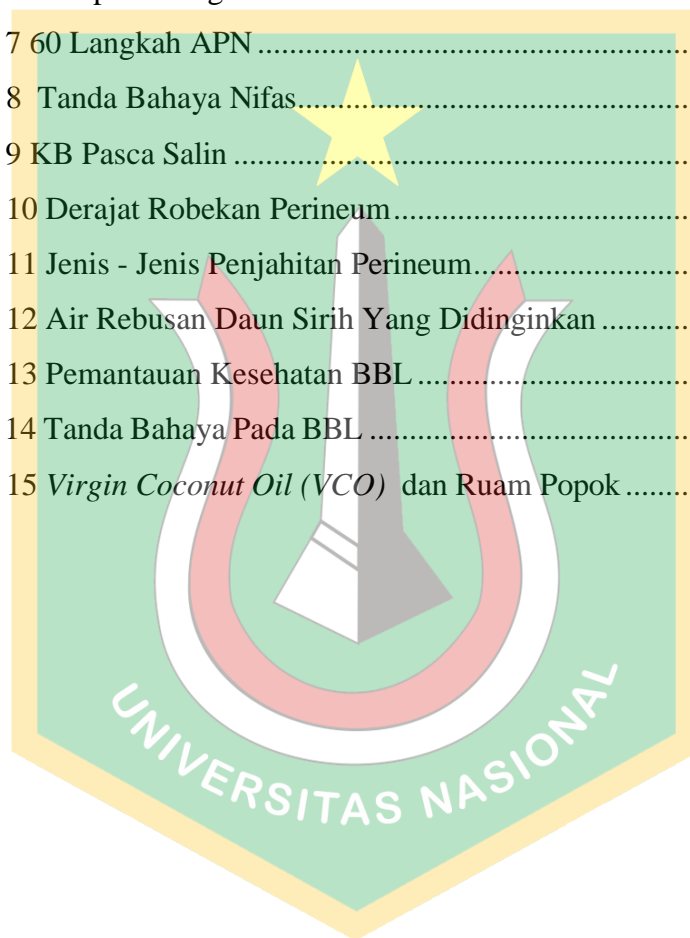 7 60 Langkah APN........................................................
8  Tanda Bahaya Nifas...................................................
9 KB Pasca Salin ...........................................................
10 Derajat Robekan Perineum.......................................
11 Jenis - Jenis Penjahitan Perineum.............................
12 Air Rebusan Daun Sirih Yang Didinginkan .............
13 Pemantauan Kesehatan BBL ....................................
14 Tanda Bahaya Pada BBL ..........................................
15 Virgin Coconut Oil (VCO)  dan Ruam Popok ..........
UNIVERSITAS NASIONAL